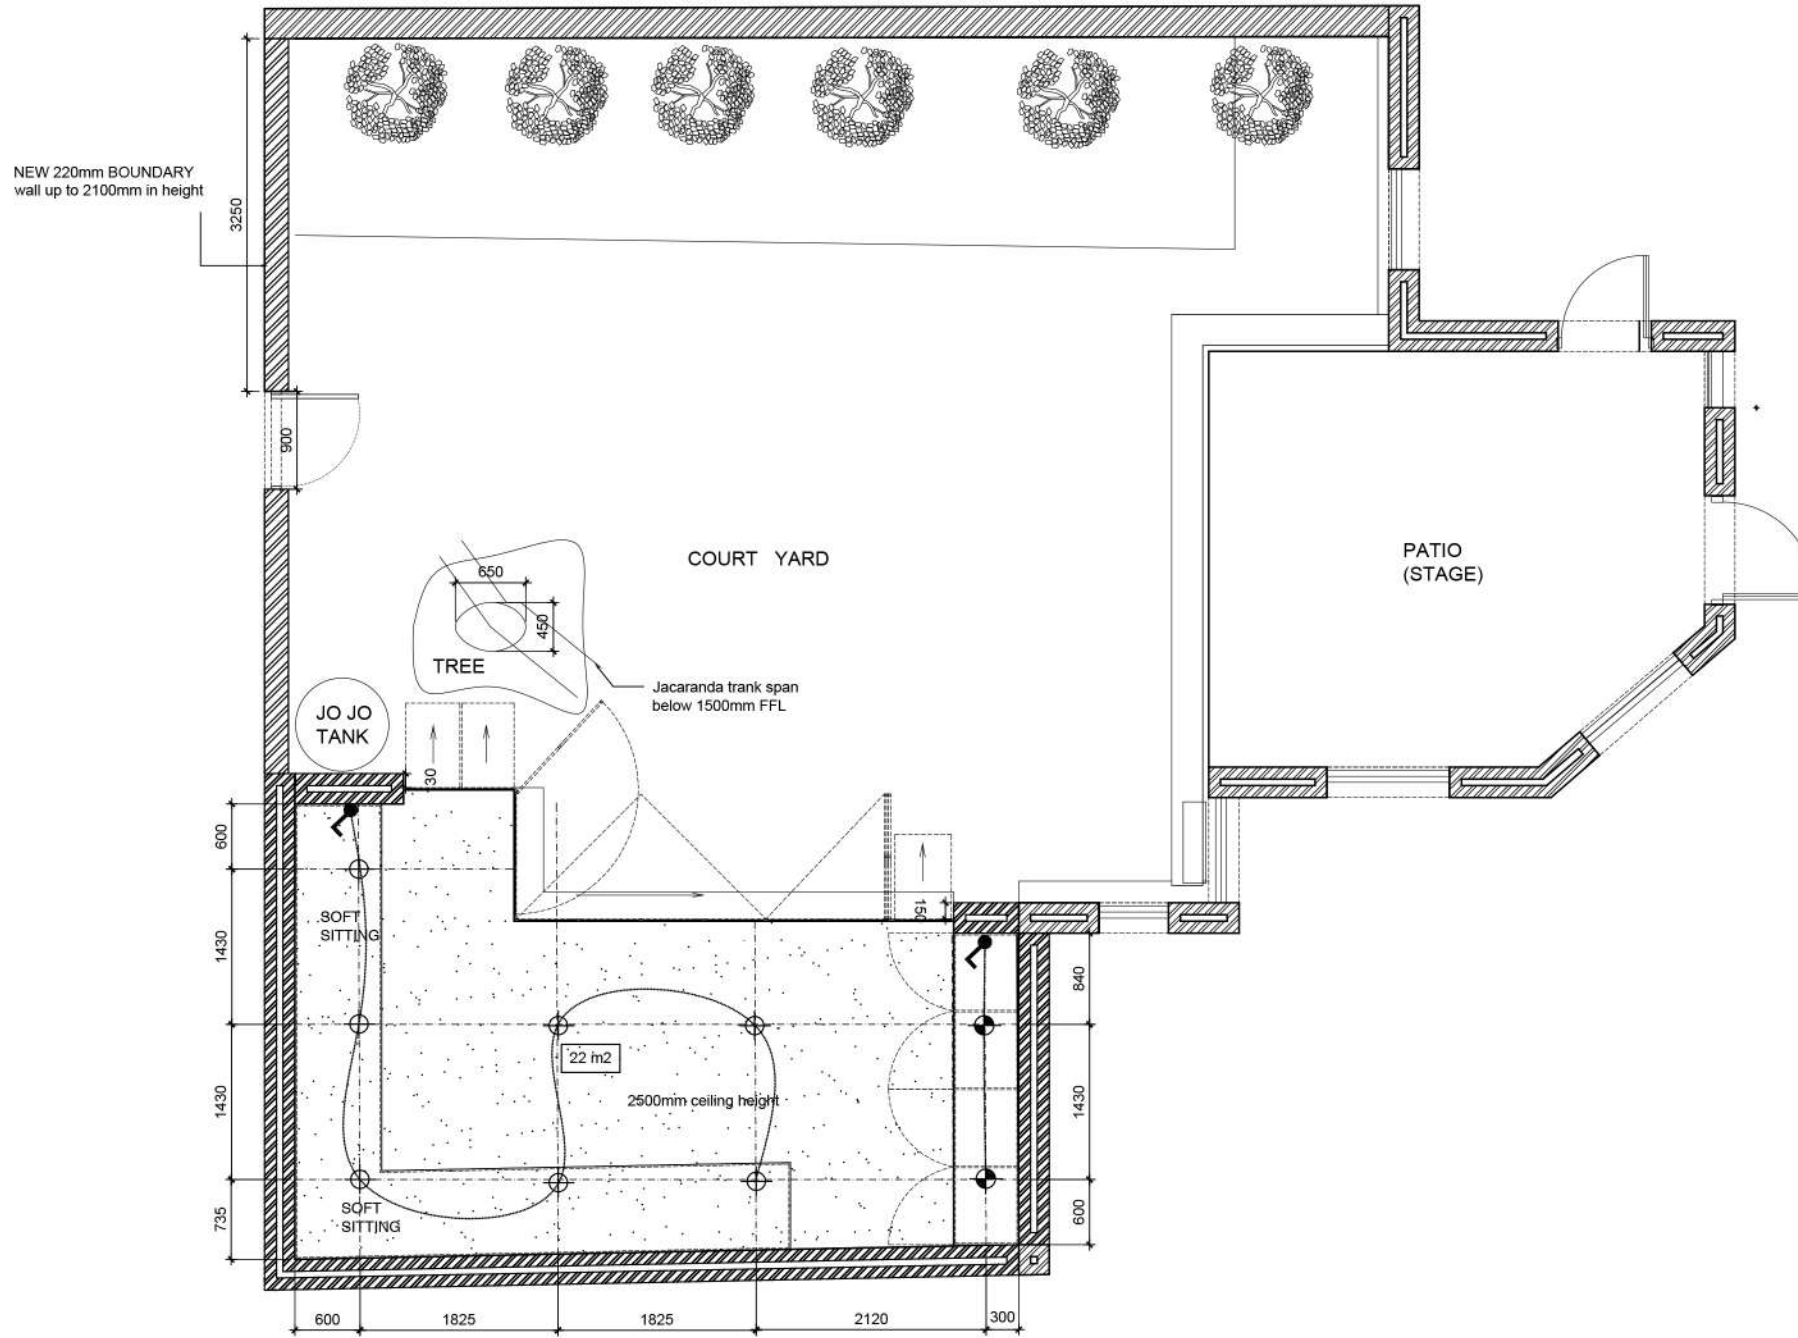 NEW 220mm BOUNDARY
wall up to 2100mm in height
3250
900
COURT YARD
PATIO
(STAGE)
650
450
TREE
Jacaranda trank span
below 1500mm FFL
JO JO
TANK
30
600
150
SOFT
SITTING
1430
840
22 m2
2500mm ceiling height
1430
1430
735
SOFT
SITTING
600
600
1825
1825
2120
300